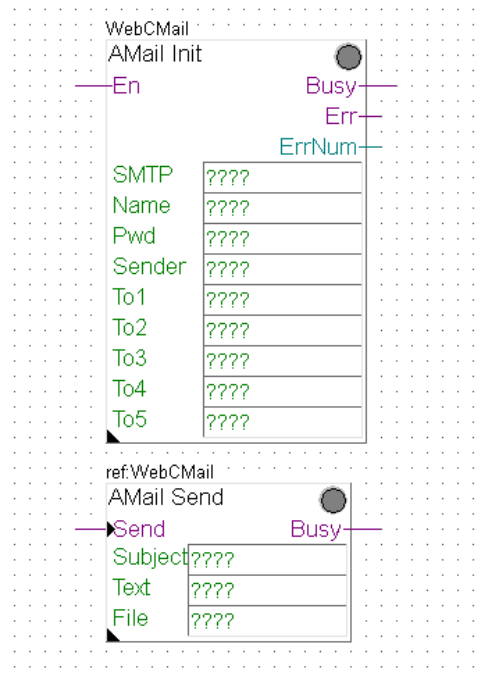 WebCMail
AMail Init
En Busy
Err
ErrNum
SMTP ????
Name ????
Pwd ????
Sender ????
To1 ????
To2 ????
To3 ????
To4 ????
To5 ????
ref:WebCMail
AMail Send
Send Busy
Subject ????
Text ????
File ????